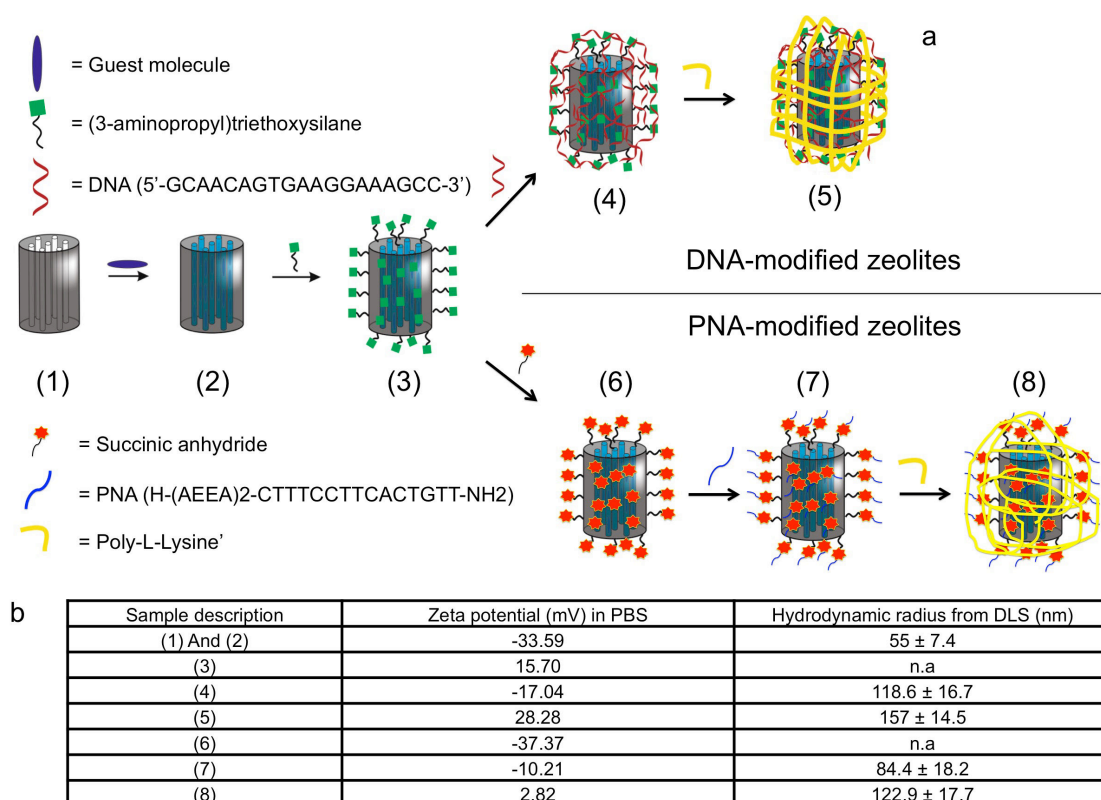 a
= Guest molecule
= (3-aminopropyl)triethoxysilane
= DNA (5'-GCAACAGTGAAGGAAAGCC-3')
(4)
(5)
DNA-modified zeolites
PNA-modified zeolites
(1)
(2)
(3)
(6)
(7)
(8)
= Succinic anhydride
= PNA (H-(AEEA)2-CTTTCCTTCACTGTT-NH2)
= Poly-L-Lysine'
b
Sample description Zeta potential (mV) in PBS Hydrodynamic radius from DLS (nm)
(1) And (2) -33.59 55 ± 7.4
(3) 15.70 n.a
(4) -17.04 118.6 ± 16.7
(5) 28.28 157 ± 14.5
(6) -37.37 n.a
(7) -10.21 84.4 ± 18.2
(8) 2.82 122.9 ± 17.7